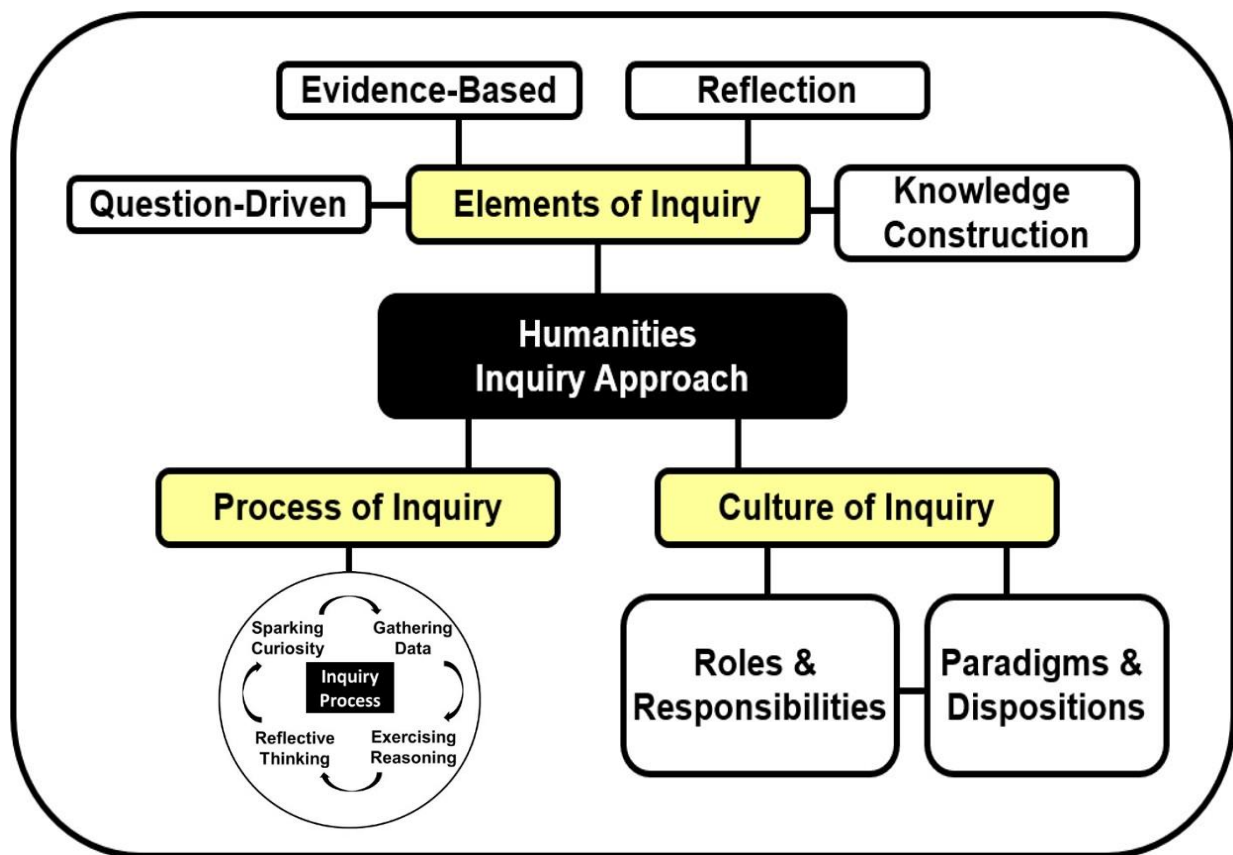 Evidence-Based
Reflection
Question-Driven
Elements of Inquiry
Knowledge
Construction
Humanities
Inquiry Approach
Process of Inquiry
Culture of Inquiry
Sparking
Curiosity
Gathering
Data
Inquiry
Process
Reflective
Thinking
Exercising
Reasoning
Roles &
Responsibilities
Paradigms &
Dispositions